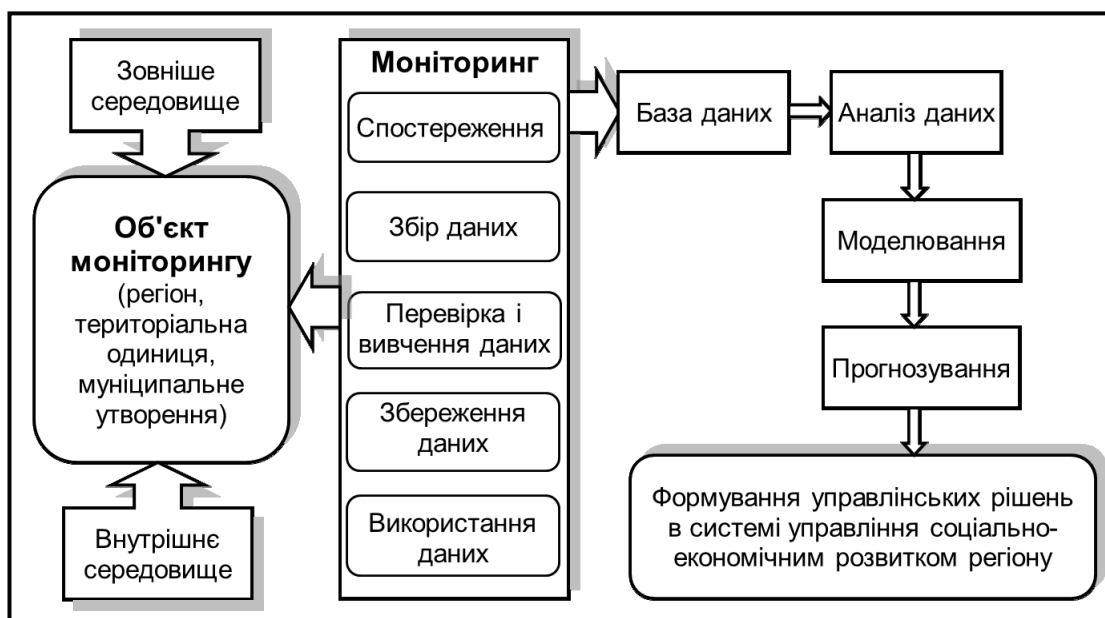 Зовніше
середовище
Об'єкт
моніторингу
(регіон,
територіальна
одиниця,
муніципальне
утворення)
Внутрішнє
середовище
Моніторинг
Спостереження
Збір даних
Перевірка і
вивчення даних
Збереження
даних
Використання
даних
База даних
Аналіз даних
Моделювання
Прогнозування
Формування управлінських рішень
в системі управління соціально-
економічним розвитком регіону